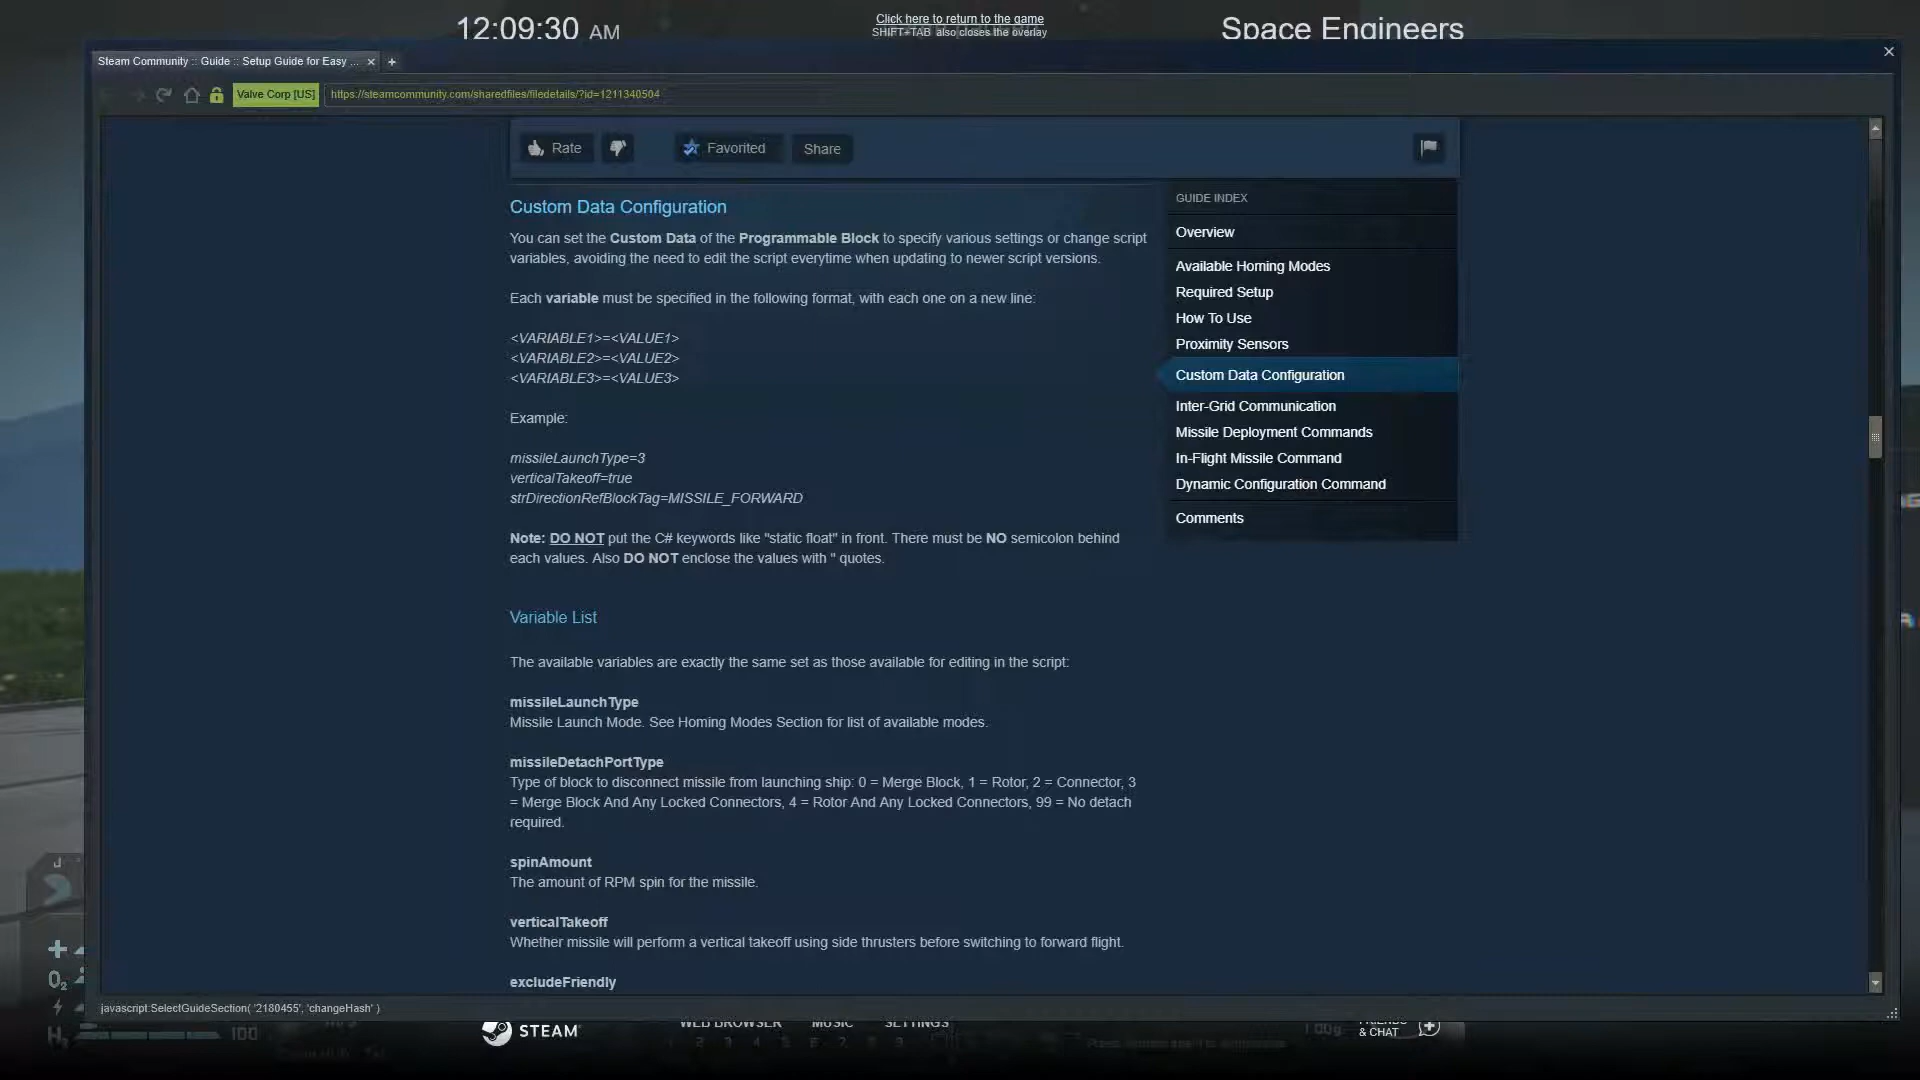 12:09:30 AM
Click here to return to the game
SHIFT+TAB also closes the overlay
Space Engineers
Steam Community :: Guide :: Setup Guide for Easy ...
Valve Corp [US]
https://steamcommunity.com/sharedfiles/filedetails/?id=1211340504
Rate
Favorited
Share
Custom Data Configuration
You can set the Custom Data of the Programmable Block to specify various settings or change script
variables, avoiding the need to edit the script everytime when updating to newer script versions.
Each variable must be specified in the following format, with each one on a new line:
<VARIABLE1>=<VALUE1>
<VARIABLE2>=<VALUE2>
<VARIABLE3>=<VALUE3>
Example:
missileLaunchType=3
verticalTakeoff=true
strDirectionRefBlockTag=MISSILE_FORWARD
Note: DO NOT put the C# keywords like "static float" in front. There must be NO semicolon behind
each values. Also DO NOT enclose the values with " quotes.
Variable List
The available variables are exactly the same set as those available for editing in the script:
missileLaunchType
Missile Launch Mode. See Homing Modes Section for list of available modes.
missileDetachPortType
Type of block to disconnect missile from launching ship: 0 = Merge Block, 1 = Rotor, 2 = Connector, 3
= Merge Block And Any Locked Connectors, 4 = Rotor And Any Locked Connectors, 99 = No detach
required.
spinAmount
The amount of RPM spin for the missile.
verticalTakeoff
Whether missile will perform a vertical takeoff using side thrusters before switching to forward flight.
excludeFriendly
GUIDE INDEX
Overview
Available Homing Modes
Required Setup
How To Use
Proximity Sensors
Custom Data Configuration
Inter-Grid Communication
Missile Deployment Commands
In-Flight Missile Command
Dynamic Configuration Command
Comments
J
O2
javascript:SelectGuideSection( '2180455', 'changeHash' )
H2
100
STEAM
WEB BROWSER
MUSIC
SETTINGS
1.00g
FRIENDS
& CHAT